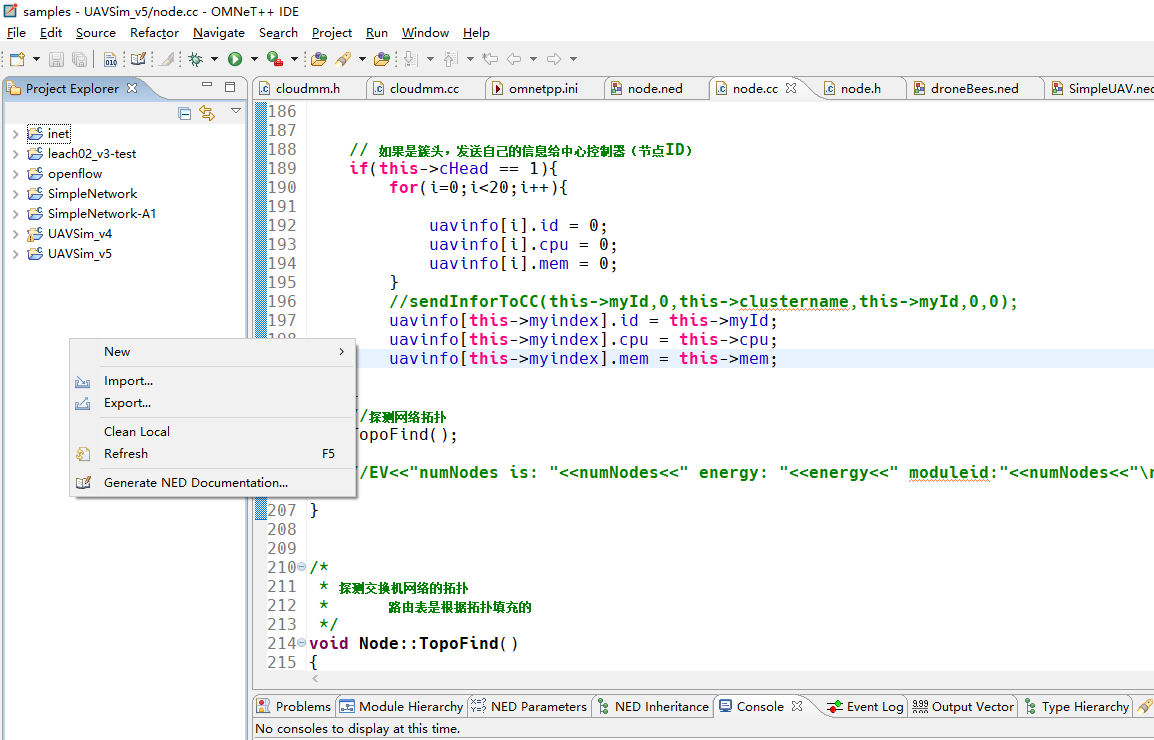 samples - UAVSim_v5/node.cc - OMNeT++ IDE
File Edit Source Refactor Navigate Search Project Run Window Help
Project Explorer
cloudmm.h cloudmm.cc omnetpp.ini node.ned node.cc node.h droneBees.ned SimpleUAV.ned
inet
leach02_v3-test
openflow
SimpleNetwork
SimpleNetwork-A1
UAVSim_v4
UAVSim_v5
New
Import...
Export...
Clean Local
Refresh F5
Generate NED Documentation...
186
187
188 // 如果是簇头，发送自己的信息给中心控制器（节点ID）
189 if(this->cHead == 1){
190 for(i=0;i<20;i++){
191
192 uavinfo[i].id = 0;
193 uavinfo[i].cpu = 0;
194 uavinfo[i].mem = 0;
195 }
196 //sendInforToCC(this->myId,0,this->clustername,this->myId,0,0);
197 uavinfo[this->myindex].id = this->myId;
198 uavinfo[this->myindex].cpu = this->cpu;
uavinfo[this->myindex].mem = this->mem;
/探测网络拓扑
TopoFind();
/EV<<"numNodes is: "<<numNodes<<" energy: "<<energy<<" moduleid:"<<numNodes<<"\n
207 }
208
209
210 /*
211 * 探测交换机网络的拓扑
212 * 路由表是根据拓扑填充的
213 */
214 void Node::TopoFind()
215 {
Problems Module Hierarchy NED Parameters NED Inheritance Console Event Log Output Vector Type Hierarchy
No consoles to display at this time.